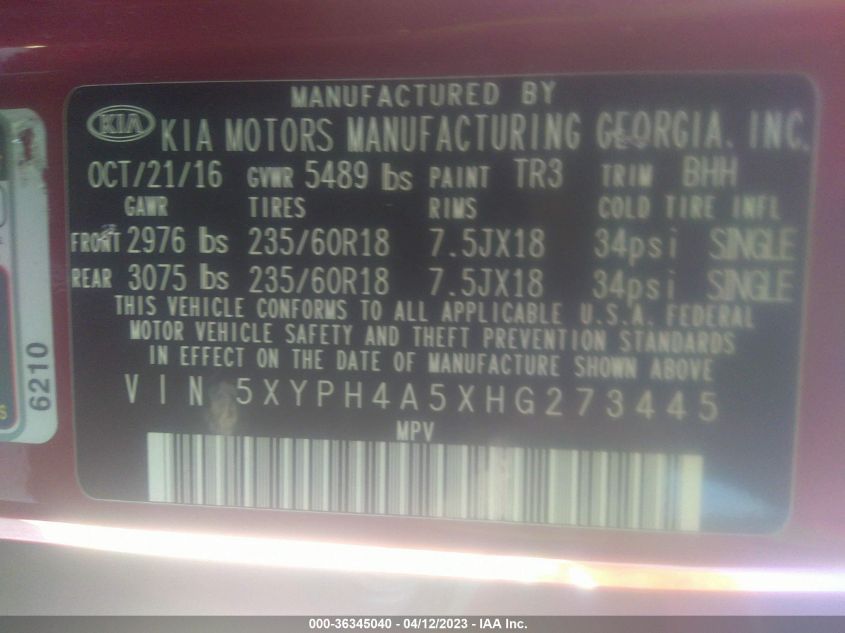 MANUFACTURED BY
KIA KIA MOTORS MANUFACTURING GEORGIA, INC.
OCT/21/16 GVWR 5489 lbs PAINT TR3 TRIM BHH
GAWR TIRES RIMS COLD TIRE INFL
FRONT 2976 lbs 235/60R18 7.5JX18 34psi SINGLE
REAR 3075 lbs 235/60R18 7.5JX18 34psi SINGLE
THIS VEHICLE CONFORMS TO ALL APPLICABLE U.S.A. FEDERAL
MOTOR VEHICLE SAFETY AND THEFT PREVENTION STANDARDS
IN EFFECT ON THE DATE OF MANUFACTURE SHOWN ABOVE
VIN 5XYPH4A5XHG273445
MPV
6210
000-36345040 - 04/12/2023 - IAA Inc.